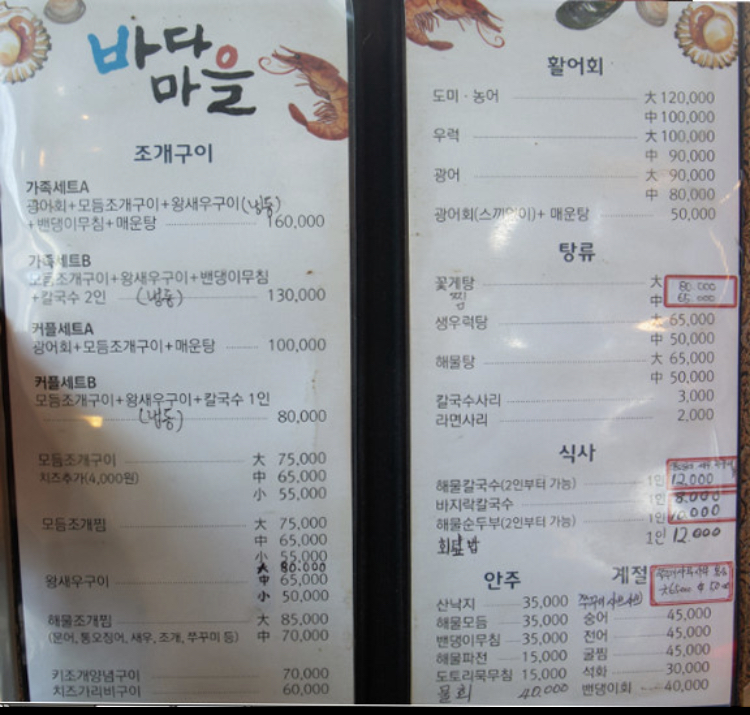 바다
마을
조개구이
가족세트A
광어회+모듬조개구이+왕새우구이(냉동)
+밴댕이무침+매운탕 160,000
가족세트B
모듬조개구이+왕새우구이+밴댕이무침
+칼국수 2인 (냉동) 130,000
커플세트A
광어회+모듬조개구이+매운탕 100,000
커플세트B
모듬조개구이+왕새우구이+칼국수 1인
(냉동) 80,000
모듬조개구이 大 75,000
치즈추가(4,000원) 中 65,000
小 55,000
모듬조개찜 大 75,000
中 65,000
小 55,000
大 80.000
왕새우구이 中 65,000
小 50,000
해물조개찜 大 85,000
(문어, 통오징어, 새우, 조개, 쭈꾸미 등) 中 70,000
키조개양념구이 70,000
치즈가리비구이 60,000
활어회
도미 · 농어 大 120,000
中 100,000
우럭 大 100,000
中 90,000
광어 大 90,000
中 80,000
광어회(스끼없이)+ 매운탕 50,000
탕류
꽃게탕 大 80.000
찜 中 65.000
생우럭탕 大 65,000
中 50,000
해물탕 大 65,000
中 50,000
칼국수사리 3,000
라면사리 2,000
식사
해물칼국수(2인부터 가능) 1인 12.000
바지락칼국수 1인 8.000
해물순두부(2인부터 가능) 1인 10.000
회덮밥 1인 12.000
안주
산낙지 35,000
해물모듬 35,000
밴댕이무침 35,000
해물파전 15,000
도토리묵무침 15,000
물회 40.000
계절
숭어 45,000
전어 45,000
굴찜 45,000
석화 30,000
밴댕이회 40,000